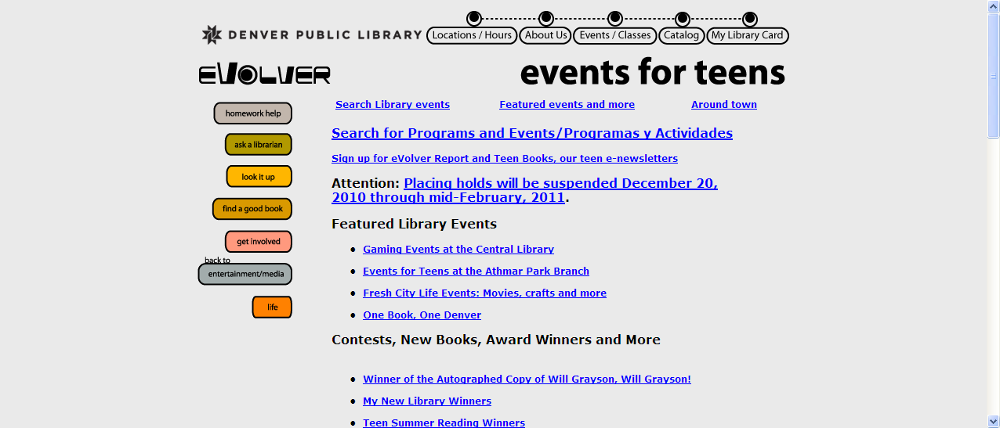 DENVER PUBLIC LIBRARY
Locations / Hours
About Us
Events / Classes
Catalog
My Library Card
eVOLVER
events for teens
homework help
ask a librarian
look it up
find a good book
get involved
back to
entertainment/media
life
Search Library events
Featured events and more
Around town
Search for Programs and Events/Programas y Actividades
Sign up for eVolver Report and Teen Books, our teen e-newsletters
Attention: Placing holds will be suspended December 20,
2010 through mid-February, 2011.
Featured Library Events
Gaming Events at the Central Library
Events for Teens at the Athmar Park Branch
Fresh City Life Events: Movies, crafts and more
One Book, One Denver
Contests, New Books, Award Winners and More
Winner of the Autographed Copy of Will Grayson, Will Grayson!
My New Library Winners
Teen Summer Reading Winners